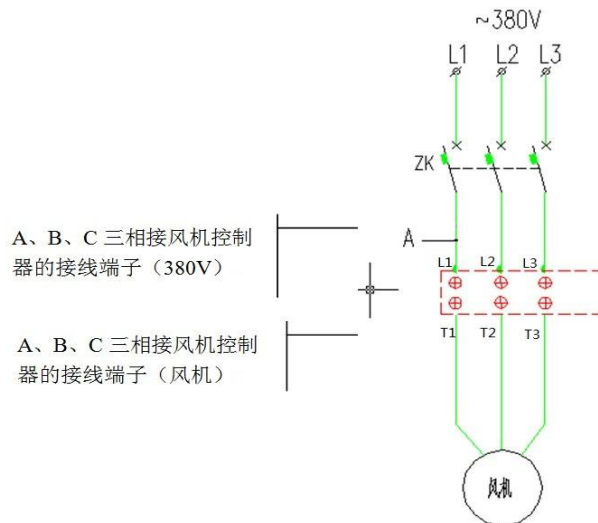 ~380V
L1 L2 L3
ZK
A、B、C 三相接风机控制
器的接线端子（380V）
A
L1 L2 L3
T1 T2 T3
A、B、C 三相接风机控制
器的接线端子（风机）
风机